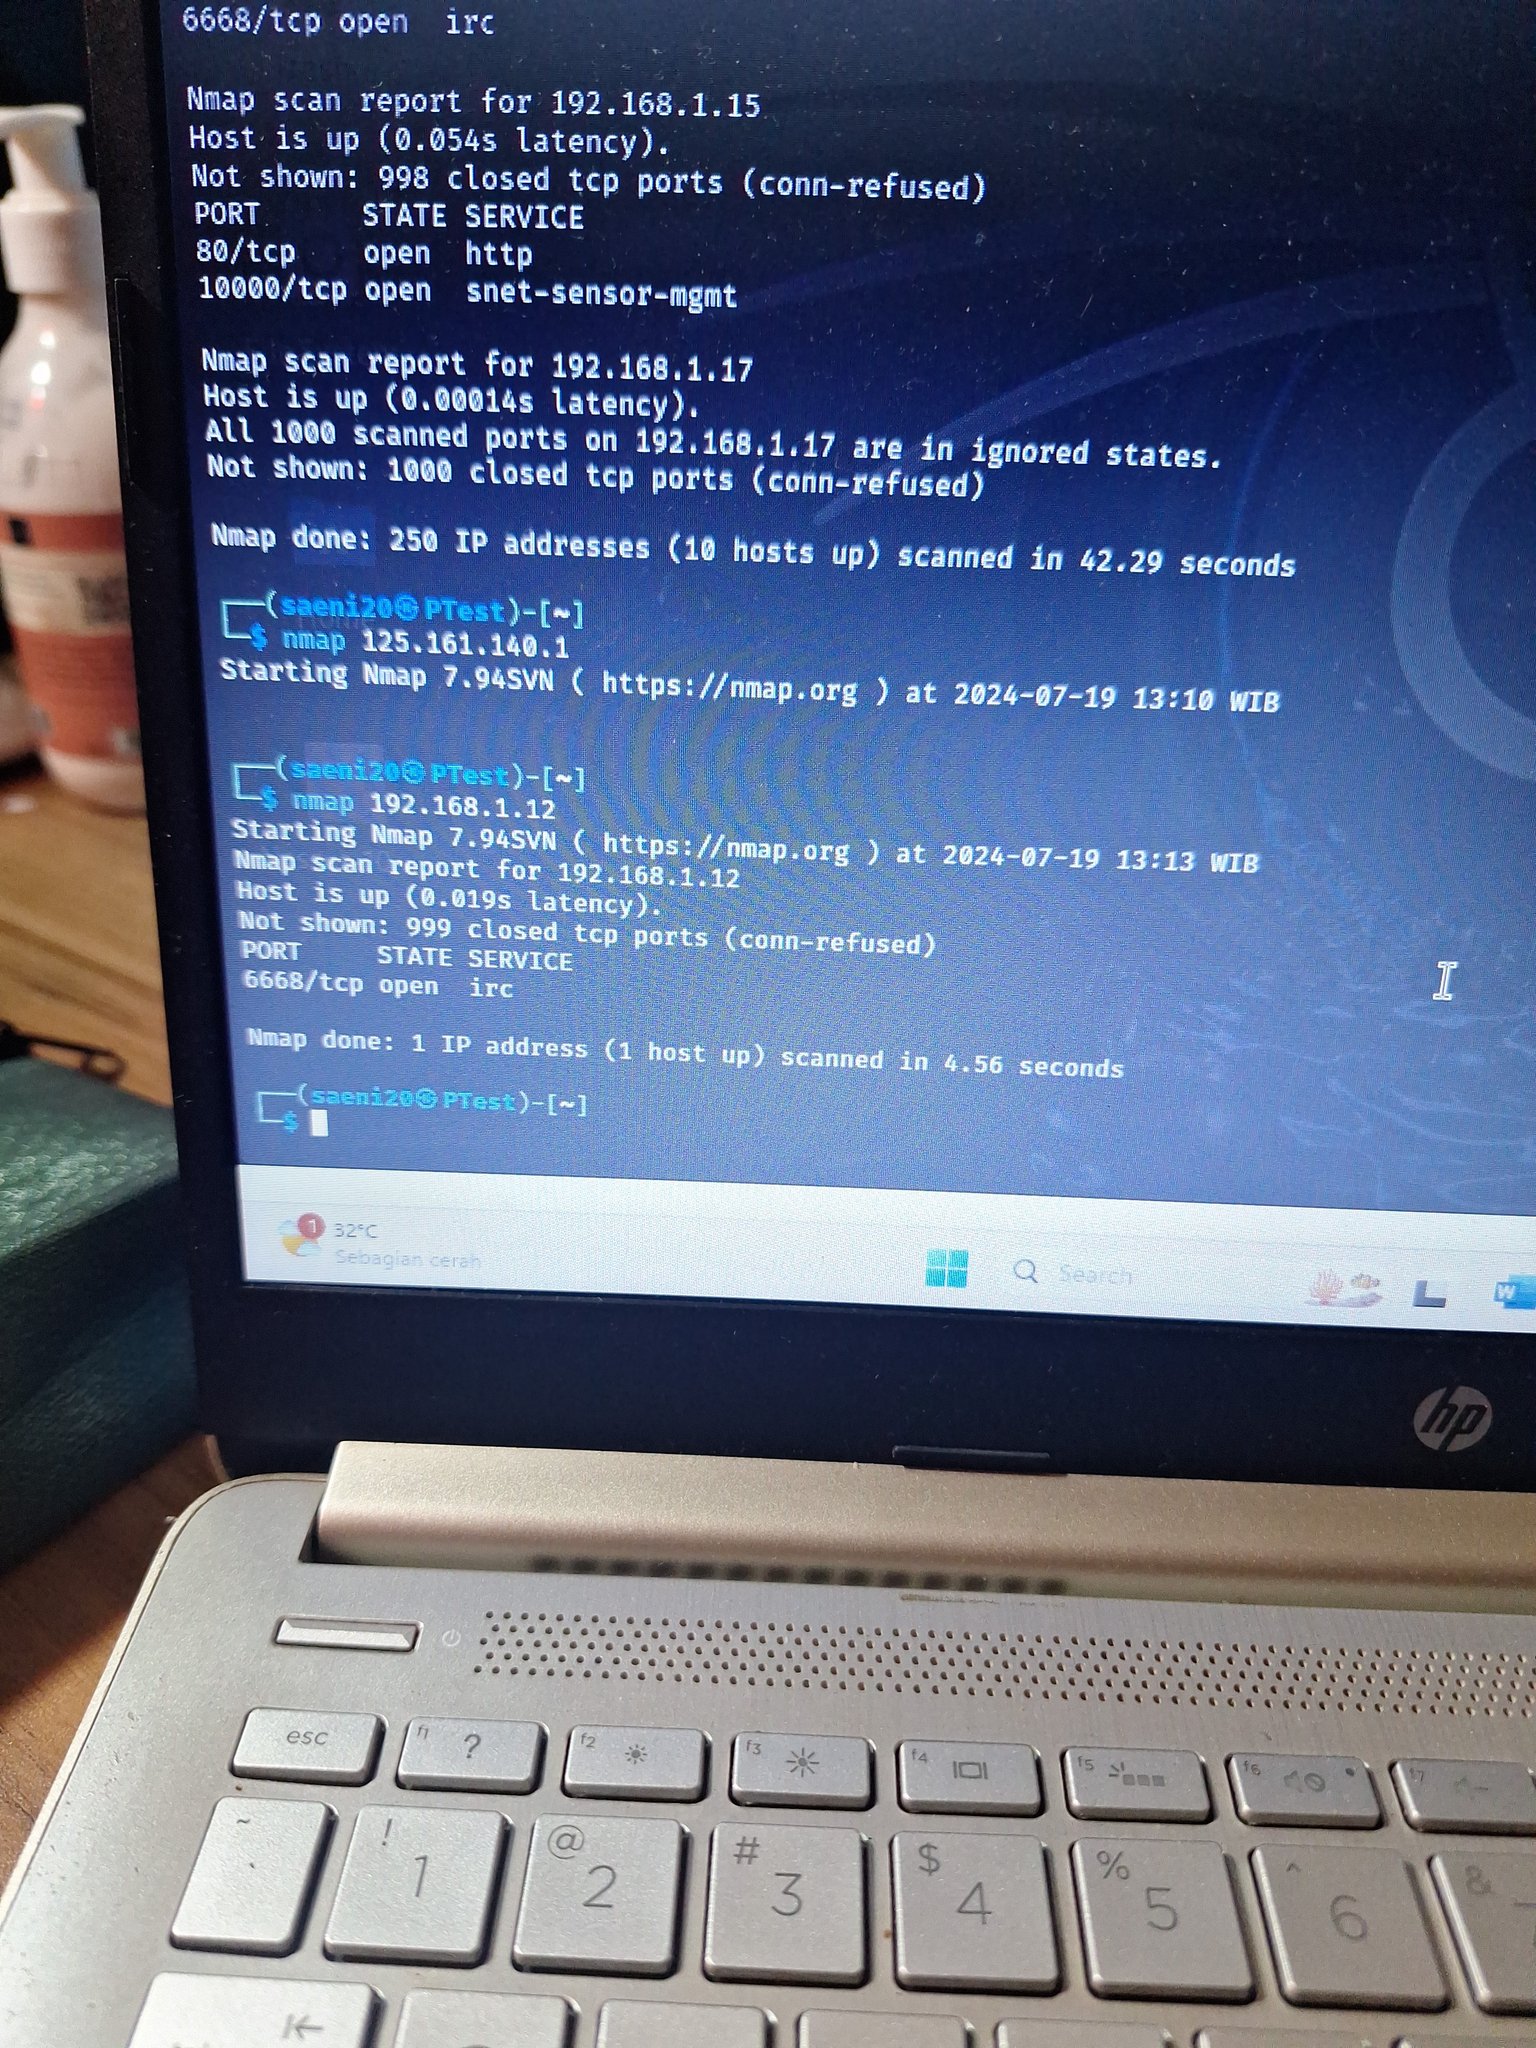 6668/tcp open irc
Nmap scan report for 192.168.1.15
Host is up (0.054s latency).
Not shown: 998 closed tcp ports (conn-refused)
PORT STATE SERVICE
80/tcp open http
10000/tcp open snet-sensor-mgmt
Nmap scan report for 192.168.1.17
Host is up (0.00014s latency).
All 1000 scanned ports on 192.168.1.17 are in ignored states.
Not shown: 1000 closed tcp ports (conn-refused)
Nmap done: 250 IP addresses (10 hosts up) scanned in 42.29 seconds
┌──(saeni20㉿PTest)-[~]
└─$ nmap 125.161.140.1
Starting Nmap 7.94SVN ( https://nmap.org ) at 2024-07-19 13:10 WIB
┌──(saeni20㉿PTest)-[~]
└─$ nmap 192.168.1.12
Starting Nmap 7.94SVN ( https://nmap.org ) at 2024-07-19 13:13 WIB
Nmap scan report for 192.168.1.12
Host is up (0.019s latency).
Not shown: 999 closed tcp ports (conn-refused)
PORT STATE SERVICE
6668/tcp open irc
Nmap done: 1 IP address (1 host up) scanned in 4.56 seconds
┌──(saeni20㉿PTest)-[~]
└─$
1 32°C
Sebagian cerah
Search
W
hp
esc f1 ? f2 f3 f4 f5 f6 f7
~ ! 1 @ 2 # 3 $ 4 % 5 ^ 6 &